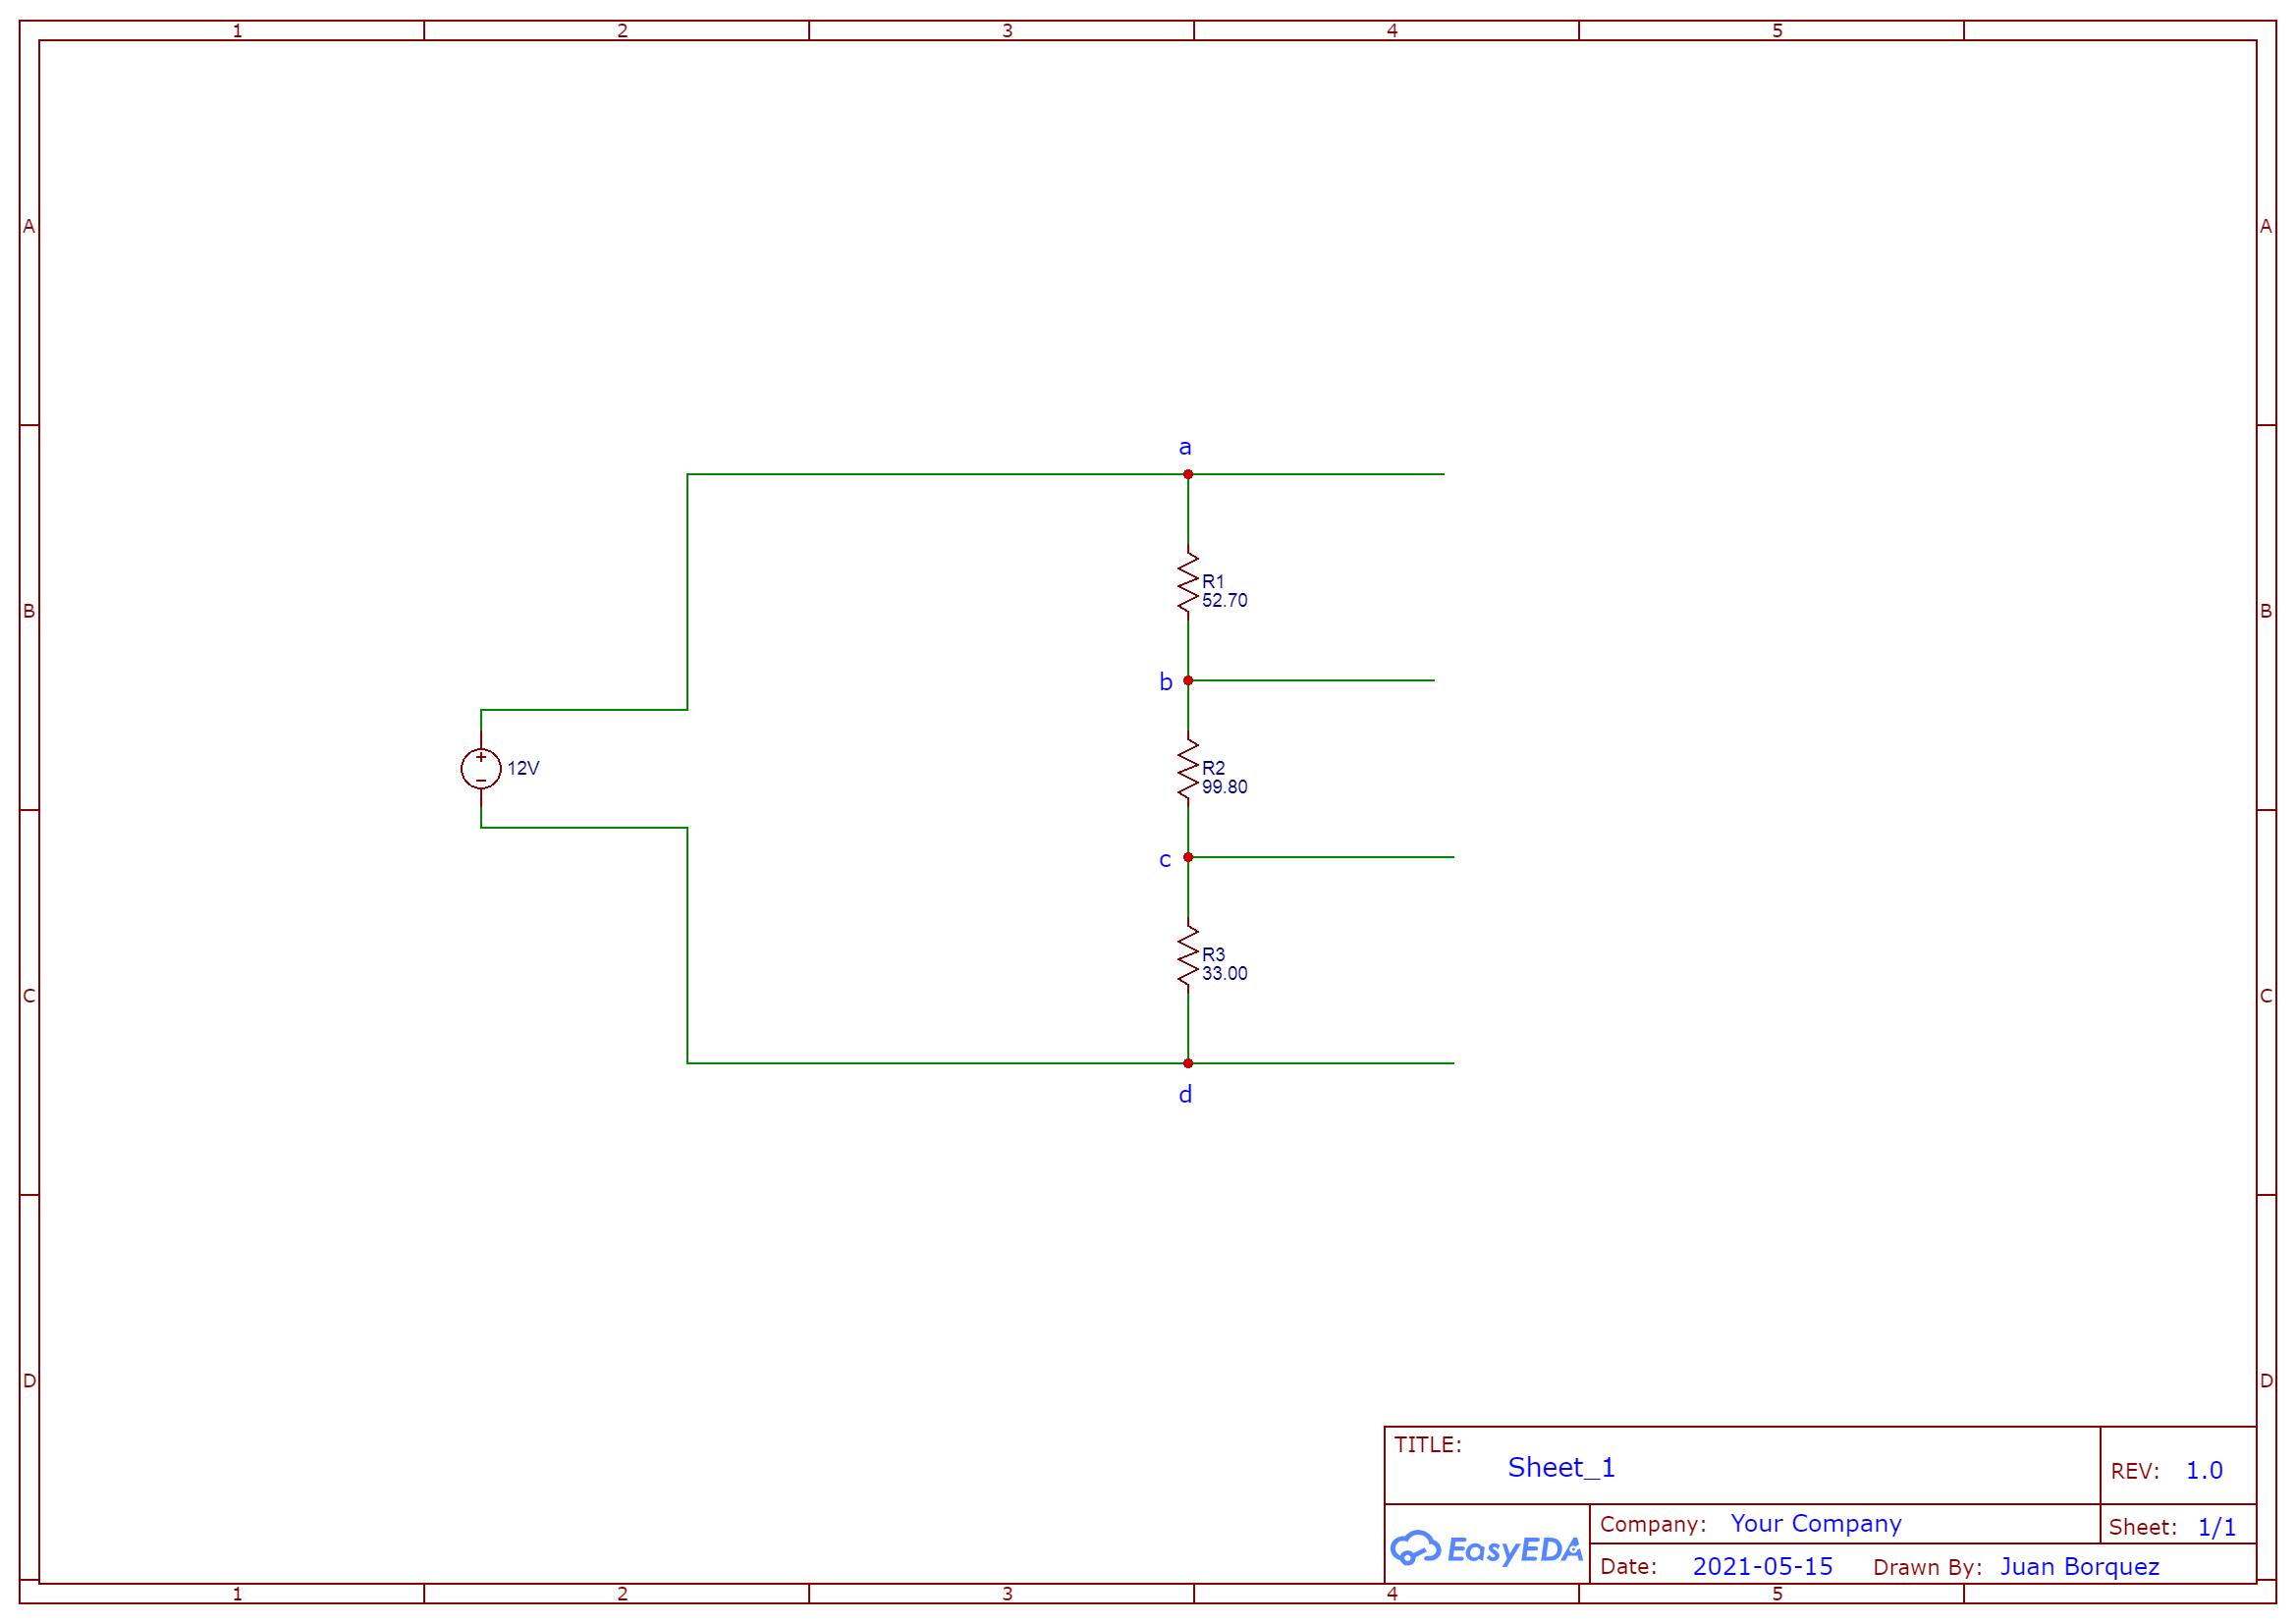 1 2 3 4 5
A A
a
R1
52.70
B B
b
12V
R2
99.80
c
R3
33.00
C C
d
D D
TITLE:
Sheet_1
REV: 1.0
EasyEDA
Company: Your Company
Sheet: 1/1
Date: 2021-05-15 Drawn By: Juan Borquez
1 2 3 4 5